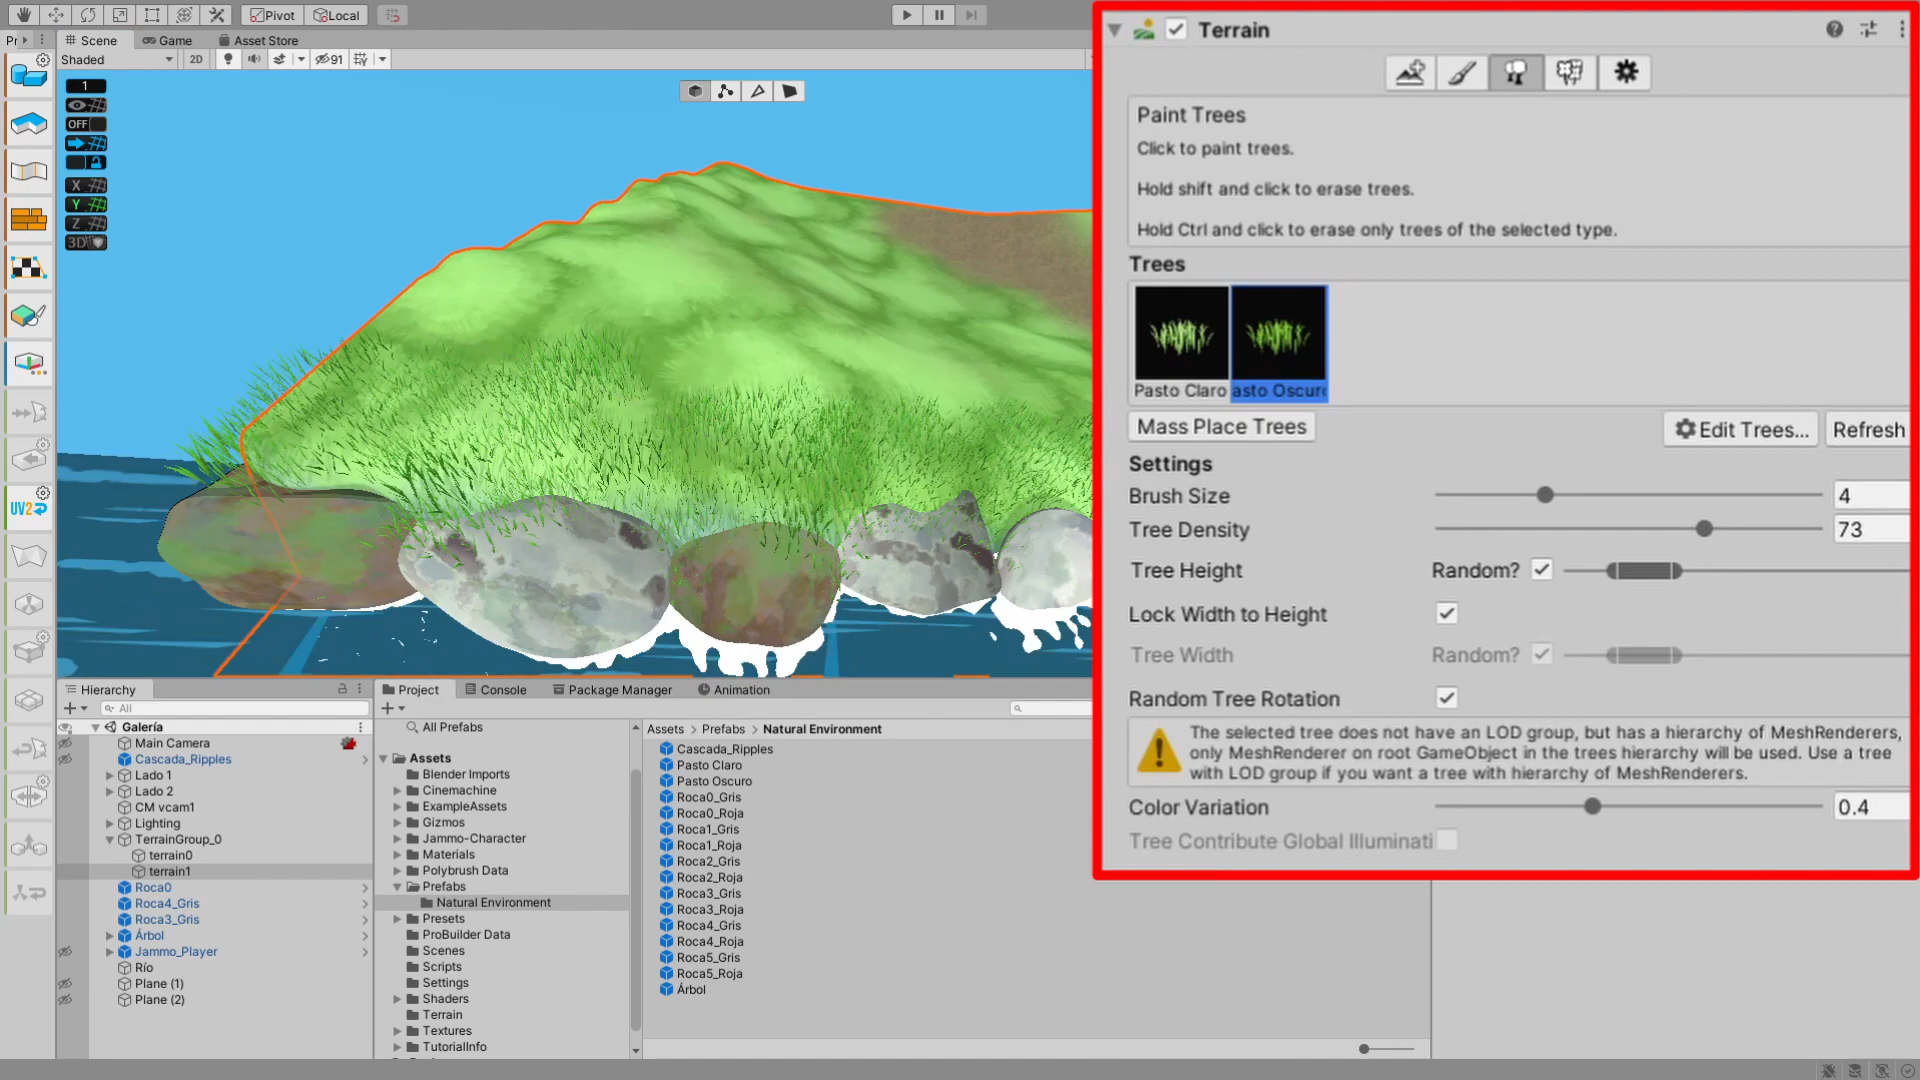 Pivot
Local
Pr
Scene
Game
Asset Store
Shaded
2D
91
1
OFF
X
Y
Z
3D
UV2
Terrain
Paint Trees
Click to paint trees.
Hold shift and click to erase trees.
Hold Ctrl and click to erase only trees of the selected type.
Trees
Pasto Claro
asto Oscur
Mass Place Trees
Edit Trees...
Refresh
Settings
Brush Size
4
Tree Density
73
Tree Height
Random?
Lock Width to Height
Tree Width
Random?
Random Tree Rotation
The selected tree does not have an LOD group, but has a hierarchy of MeshRenderers,
only MeshRenderer on root GameObject in the trees hierarchy will be used. Use a tree
with LOD group if you want a tree with hierarchy of MeshRenderers.
Color Variation
0.4
Tree Contribute Global Illuminati
Hierarchy
All
Galería
Main Camera
Cascada_Ripples
Lado 1
Lado 2
CM vcam1
Lighting
TerrainGroup_0
terrain0
terrain1
Roca0
Roca4_Gris
Roca3_Gris
Árbol
Jammo_Player
Río
Plane (1)
Plane (2)
Project
Console
Package Manager
Animation
All Prefabs
Assets
Blender Imports
Cinemachine
ExampleAssets
Gizmos
Jammo-Character
Materials
Polybrush Data
Prefabs
Natural Environment
Presets
ProBuilder Data
Scenes
Scripts
Settings
Shaders
Terrain
Textures
TutorialInfo
Assets > Prefabs > Natural Environment
Cascada_Ripples
Pasto Claro
Pasto Oscuro
Roca0_Gris
Roca0_Roja
Roca1_Gris
Roca1_Roja
Roca2_Gris
Roca2_Roja
Roca3_Gris
Roca3_Roja
Roca4_Gris
Roca4_Roja
Roca5_Gris
Roca5_Roja
Árbol